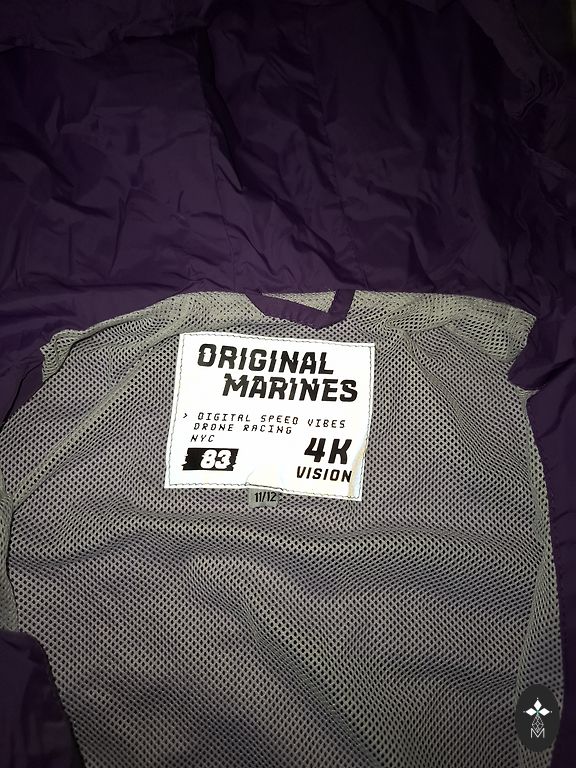 ORIGINAL
MARINES
> DIGITAL SPEED VIBES
DRONE RACING
NYC
83
4K
VISION
11/12
M